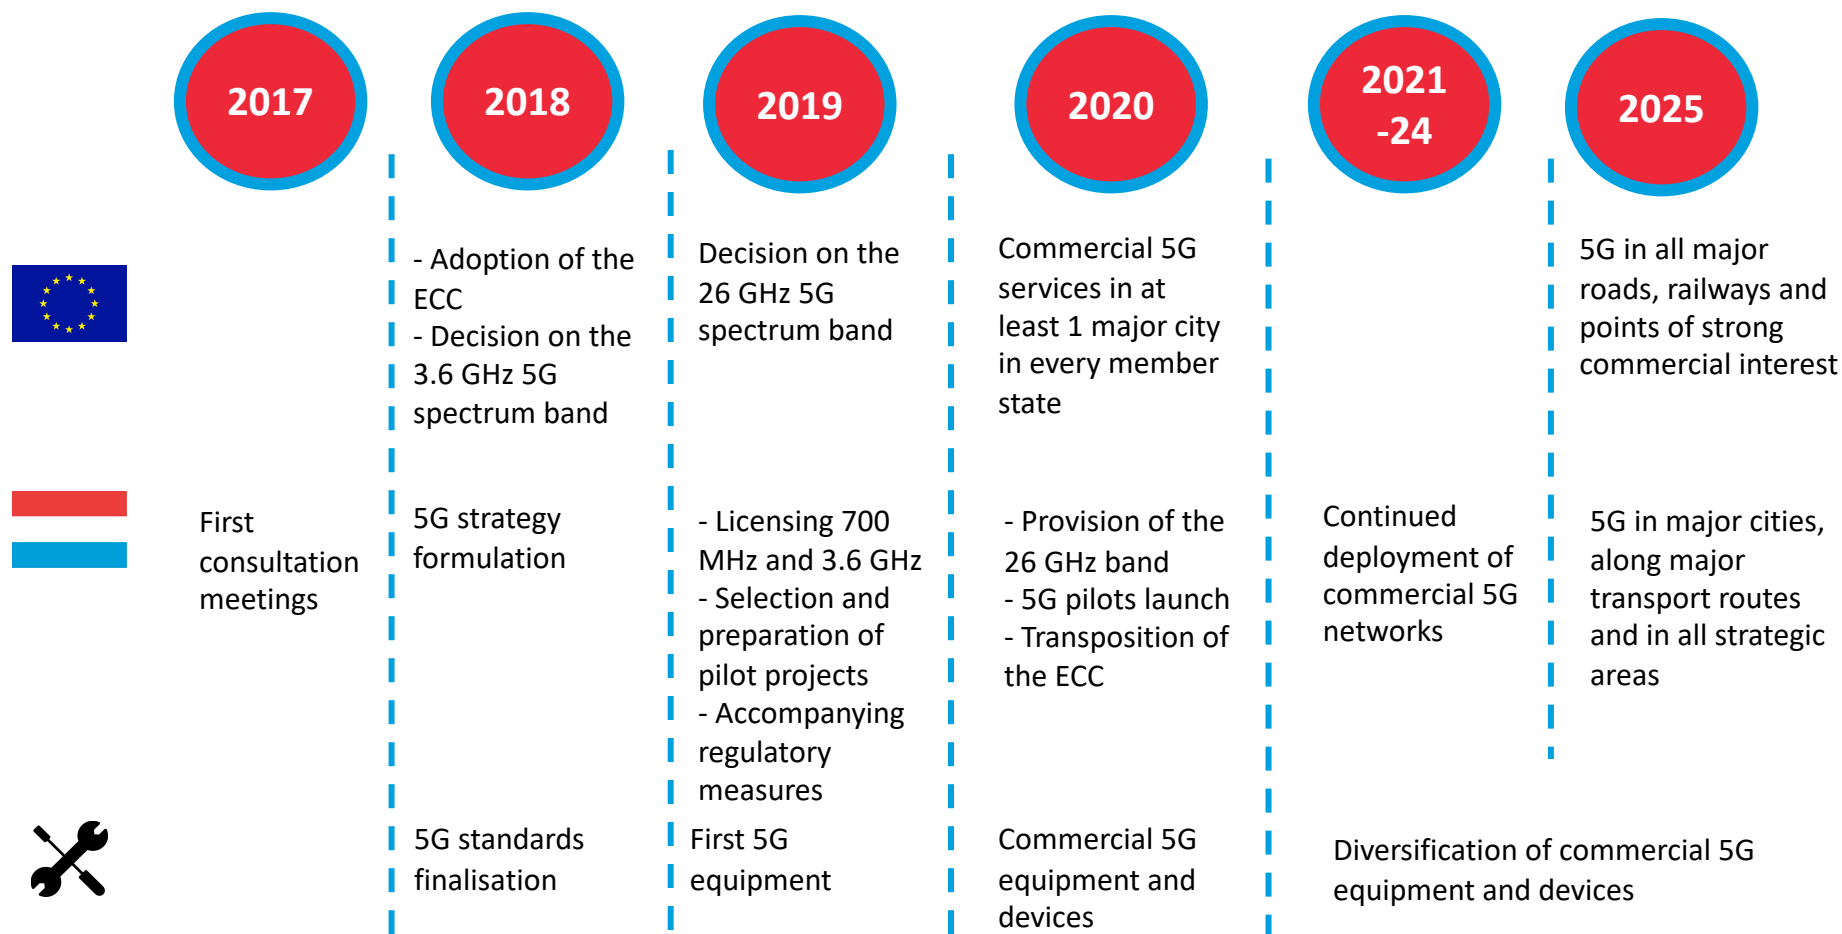 2017
2018
2019
2020
2021
-24
2025
- Adoption of the
ECC
- Decision on the
3.6 GHz 5G
spectrum band
Decision on the
26 GHz 5G
spectrum band
Commercial 5G
services in at
least 1 major city
in every member
state
5G in all major
roads, railways and
points of strong
commercial interest
First
consultation
meetings
5G strategy
formulation
- Licensing 700
MHz and 3.6 GHz
- Selection and
preparation of
pilot projects
- Accompanying
regulatory
measures
- Provision of the
26 GHz band
- 5G pilots launch
- Transposition of
the ECC
Continued
deployment of
commercial 5G
networks
5G in major cities,
along major
transport routes
and in all strategic
areas
5G standards
finalisation
First 5G
equipment
Commercial 5G
equipment and
devices
Diversification of commercial 5G
equipment and devices